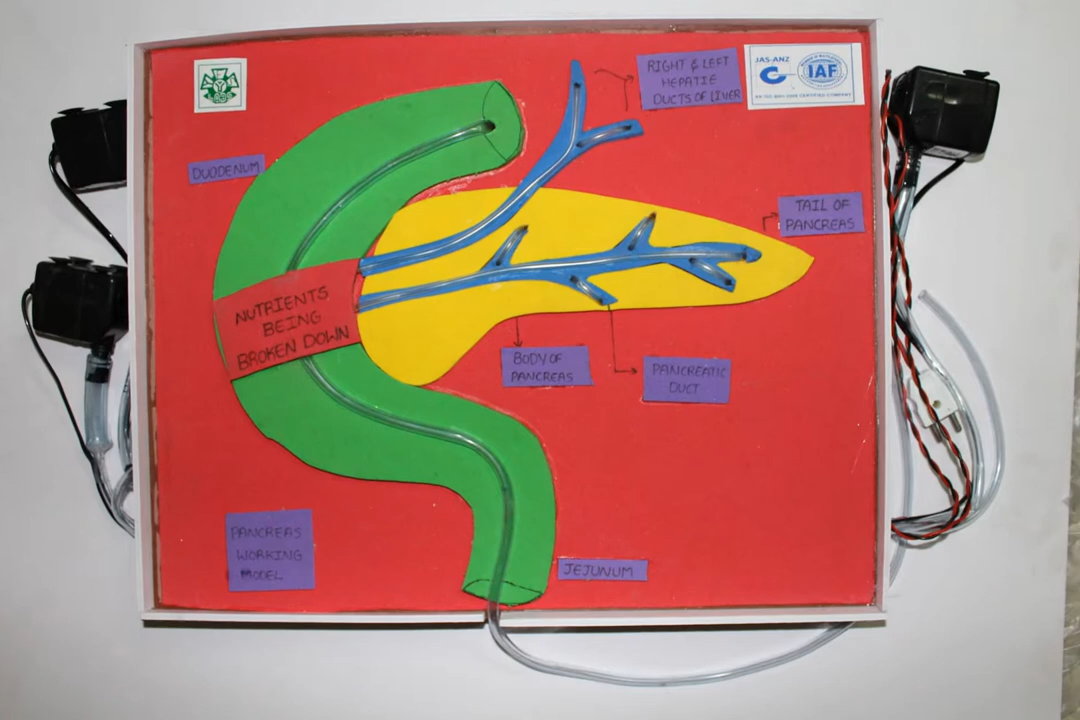 RIGHT & LEFT
HEPATIE
DUCTS OF LIVER
JAS-ANZ
IAF
DUODENUM
TAIL OF
PANCREAS
NUTRIENTS
BEING
BROKEN DOWN
BODY OF
PANCREAS
PANCREATIC
DUCT
PANCREAS
WORKING
MODEL
JEJUNUM